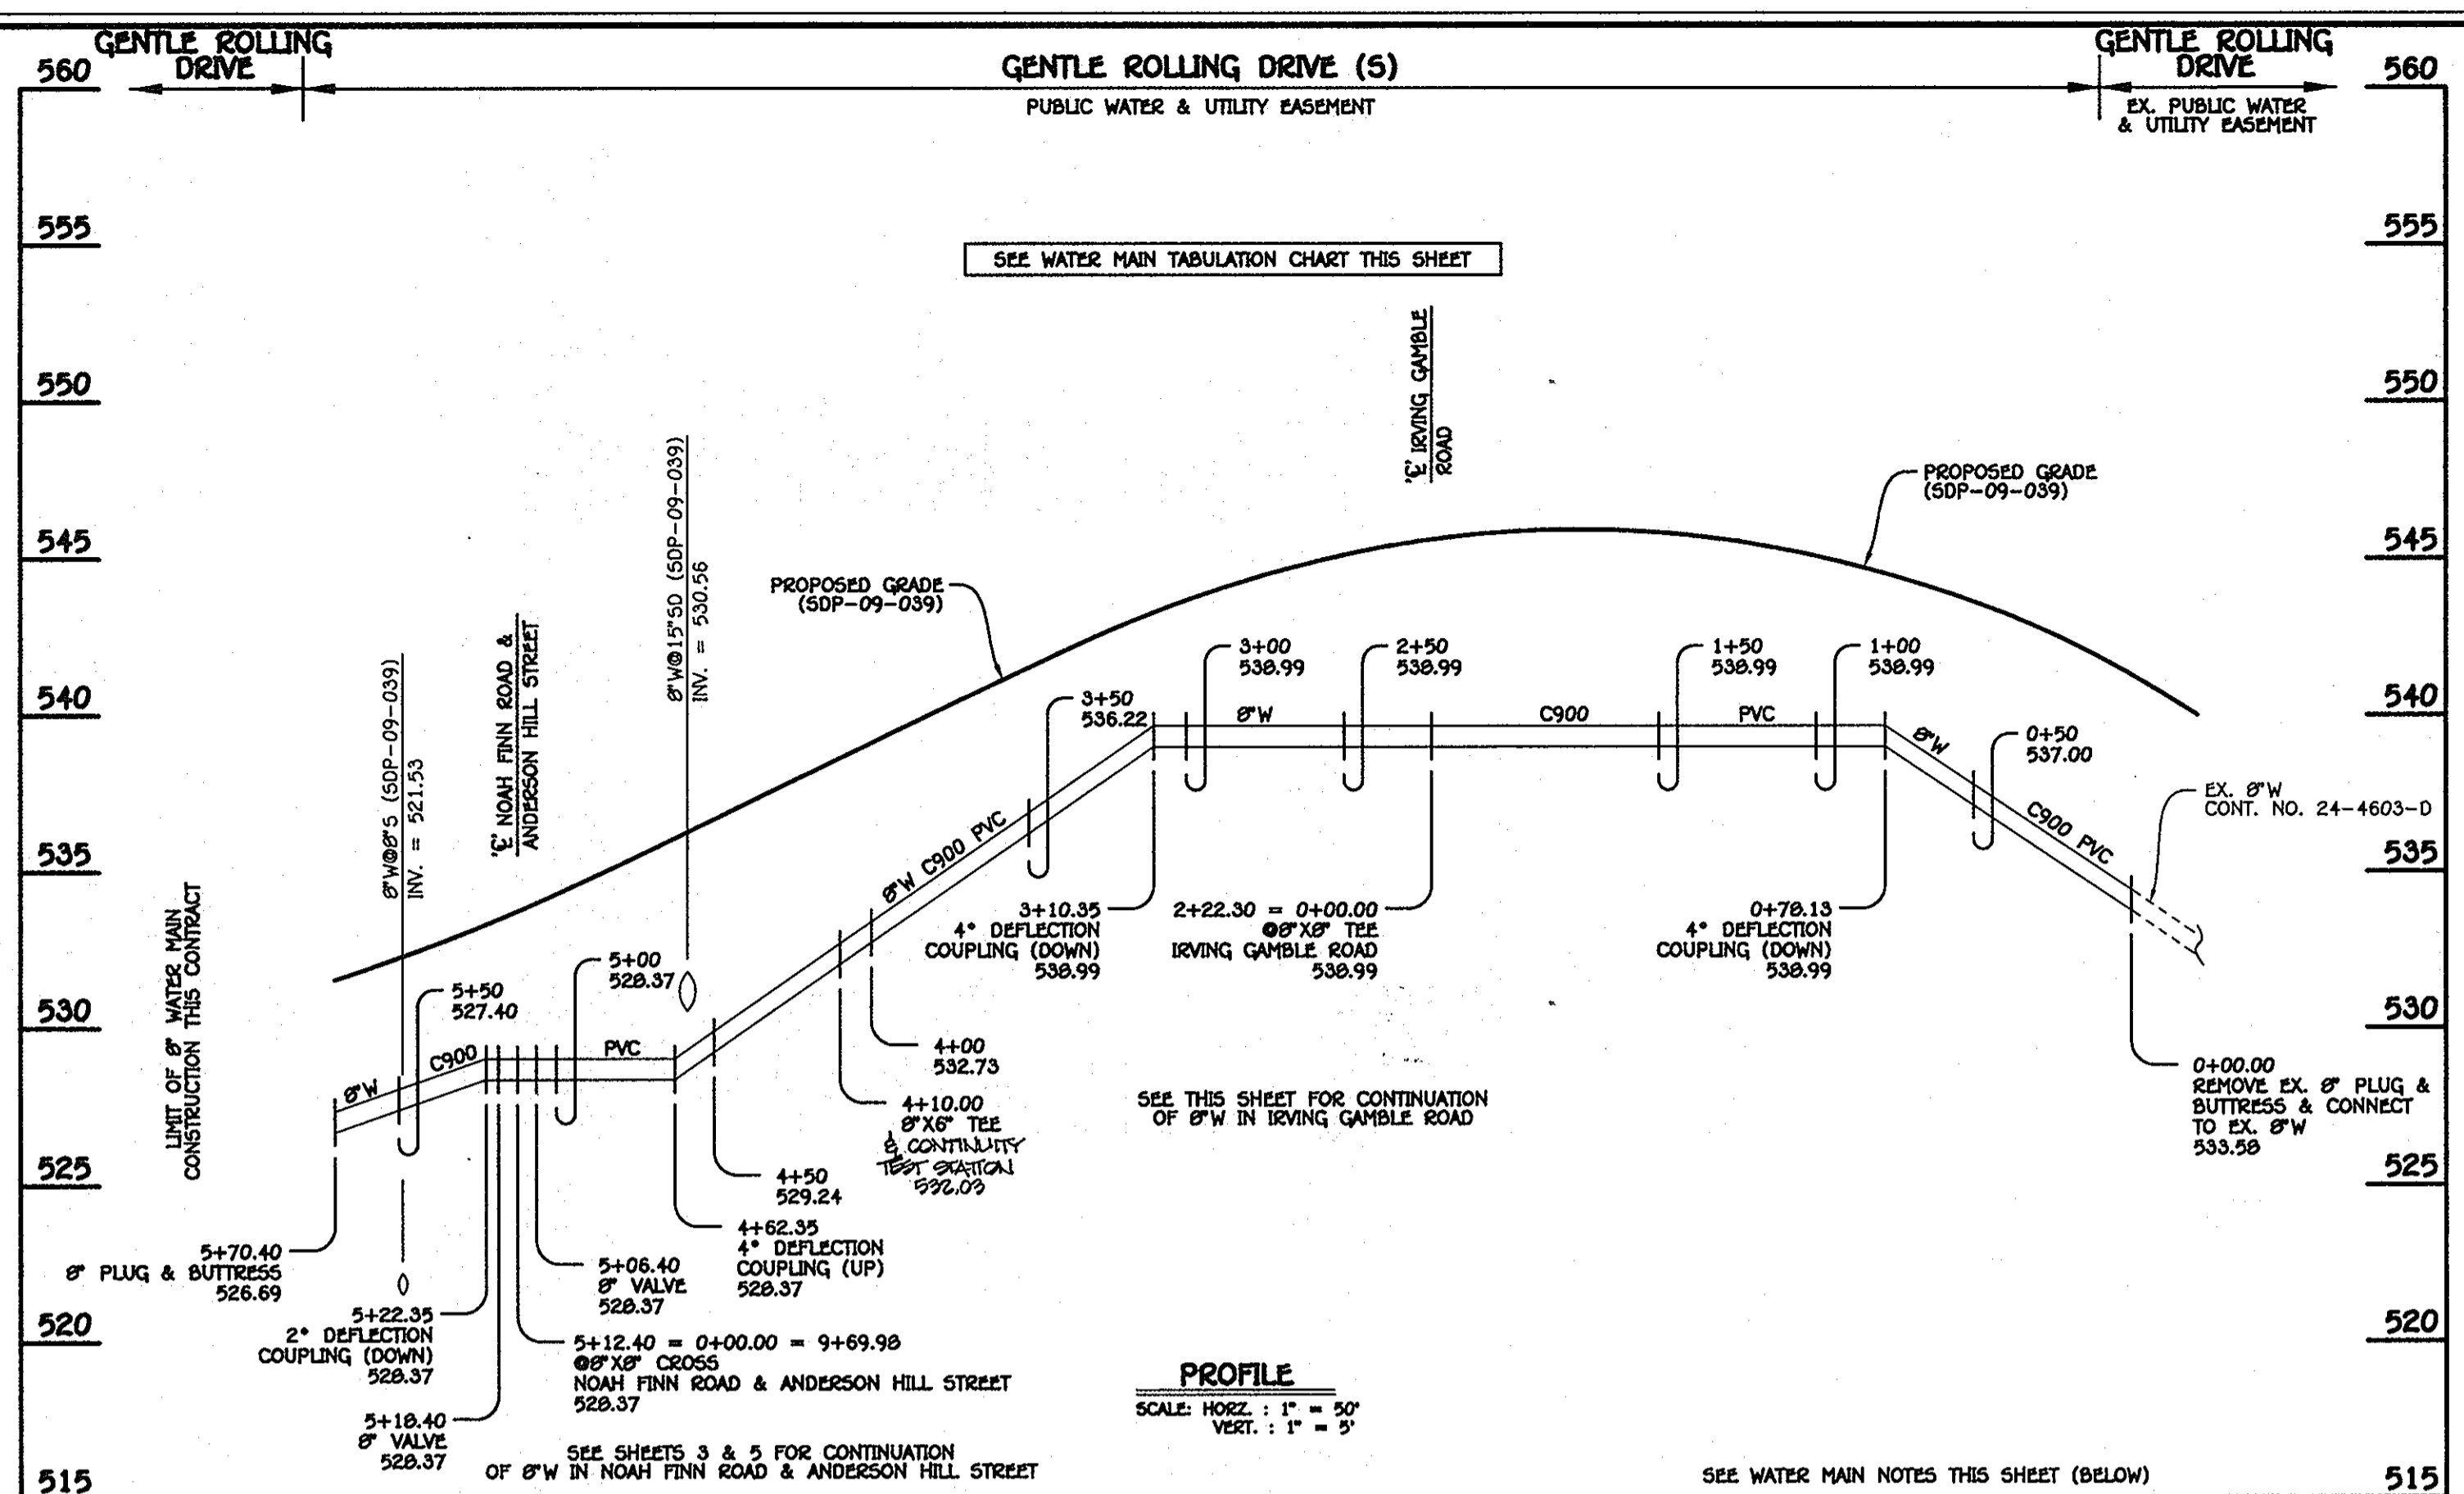 GENTLE ROLLING
DRIVE
GENTLE ROLLING DRIVE (S)
PUBLIC WATER & UTILITY EASEMENT
GENTLE ROLLING
DRIVE
EX. PUBLIC WATER
& UTILITY EASEMENT
560
560
555
555
550
550
545
545
540
540
535
535
530
530
525
525
520
520
515
515
SEE WATER MAIN TABULATION CHART THIS SHEET
'℄' IRVING GAMBLE
ROAD
PROPOSED GRADE
(SDP-09-039)
PROPOSED GRADE
(SDP-09-039)
8"W@15"SD (SDP-09-039)
INV. = 530.56
8"W@8"S (SDP-09-039)
INV. = 521.53
'℄' NOAH FINN ROAD &
ANDERSON HILL STREET
LIMIT OF 8" WATER MAIN
CONSTRUCTION THIS CONTRACT
3+50
536.22
3+00
538.99
2+50
538.99
1+50
538.99
1+00
538.99
0+50
537.00
8"W
C900
PVC
8"W
C900 PVC
EX. 8"W
CONT. NO. 24-4603-D
8"W C900 PVC
3+10.35
4° DEFLECTION
COUPLING (DOWN)
538.99
2+22.30 = 0+00.00
@8"X8" TEE
IRVING GAMBLE ROAD
538.99
0+78.13
4° DEFLECTION
COUPLING (DOWN)
538.99
5+00
528.37
5+50
527.40
8"W
C900
PVC
4+00
532.73
4+10.00
8"X6" TEE
& CONTINUITY
TEST STATION
532.03
4+50
529.24
4+62.35
4° DEFLECTION
COUPLING (UP)
528.37
SEE THIS SHEET FOR CONTINUATION
OF 8"W IN IRVING GAMBLE ROAD
0+00.00
REMOVE EX. 8" PLUG &
BUTTRESS & CONNECT
TO EX. 8"W
533.58
5+70.40
8" PLUG & BUTTRESS
526.69
5+06.40
8" VALVE
528.37
5+22.35
2° DEFLECTION
COUPLING (DOWN)
528.37
5+12.40 = 0+00.00 = 9+69.98
@8"X8" CROSS
NOAH FINN ROAD & ANDERSON HILL STREET
528.37
5+18.40
8" VALVE
528.37
SEE SHEETS 3 & 5 FOR CONTINUATION
OF 8"W IN NOAH FINN ROAD & ANDERSON HILL STREET
PROFILE
SCALE: HORZ. : 1" = 50'
VERT. : 1" = 5'
SEE WATER MAIN NOTES THIS SHEET (BELOW)